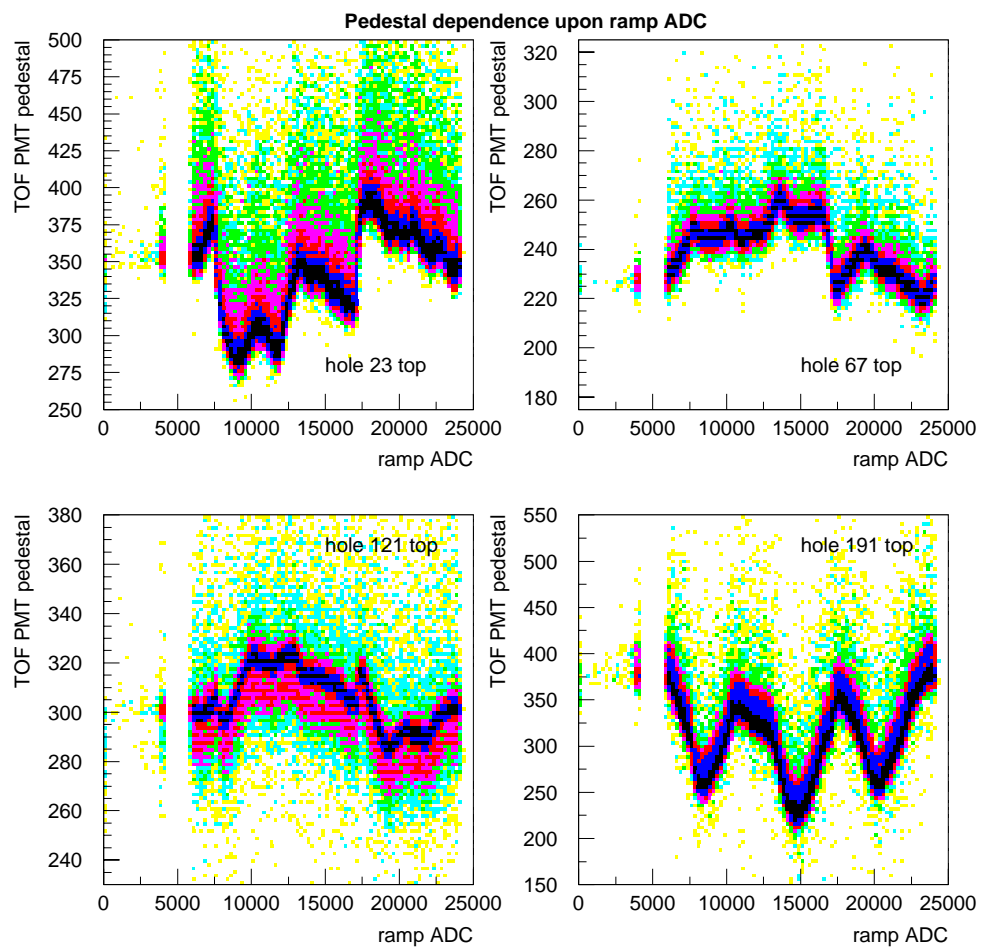 Pedestal dependence upon ramp ADC
TOF PMT pedestal
500
475
450
425
400
375
350
325
300
275
250
0 5000 10000 15000 20000 25000
ramp ADC
hole 23 top
TOF PMT pedestal
320
300
280
260
240
220
200
180
0 5000 10000 15000 20000 25000
ramp ADC
hole 67 top
TOF PMT pedestal
380
360
340
320
300
280
260
240
0 5000 10000 15000 20000 25000
ramp ADC
hole 121 top
TOF PMT pedestal
550
500
450
400
350
300
250
200
150
0 5000 10000 15000 20000 25000
ramp ADC
hole 191 top